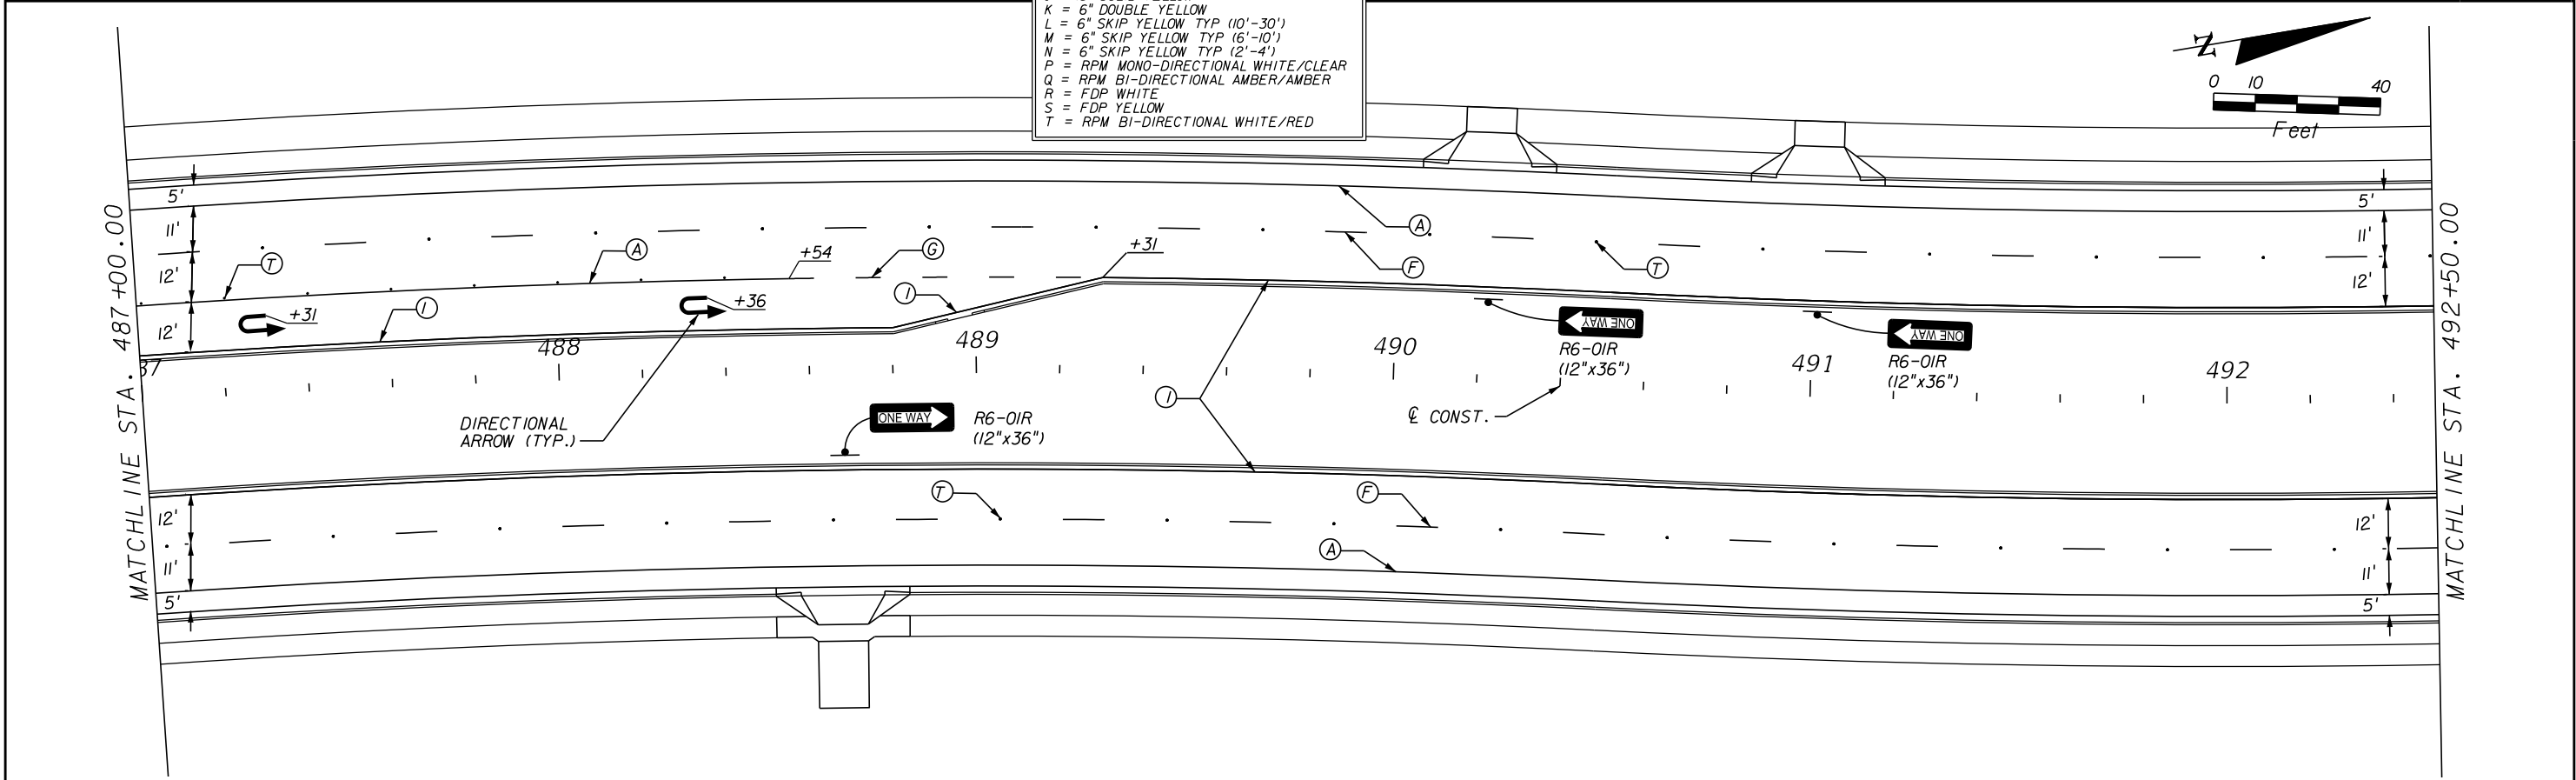 K = 6" DOUBLE YELLOW
L = 6" SKIP YELLOW TYP (10'-30')
M = 6" SKIP YELLOW TYP (6'-10')
N = 6" SKIP YELLOW TYP (2'-4')
P = RPM MONO-DIRECTIONAL WHITE/CLEAR
Q = RPM BI-DIRECTIONAL AMBER/AMBER
R = FDP WHITE
S = FDP YELLOW
T = RPM BI-DIRECTIONAL WHITE/RED
N
0 10 40
Feet
MATCHLINE STA. 487+00.00
MATCHLINE STA. 492+50.00
5'
11'
12'
12'
T
A
+54
G
+31
A
F
T
5'
11'
12'
+31
I
+36
I
37
488
489
490
491
492
ONE WAY
R6-01R
(12"x36")
ONE WAY
R6-01R
(12"x36")
DIRECTIONAL
ARROW (TYP.)
ONE WAY
R6-01R
(12"x36")
I
℄ CONST.
12'
11'
5'
T
F
A
12'
11'
5'